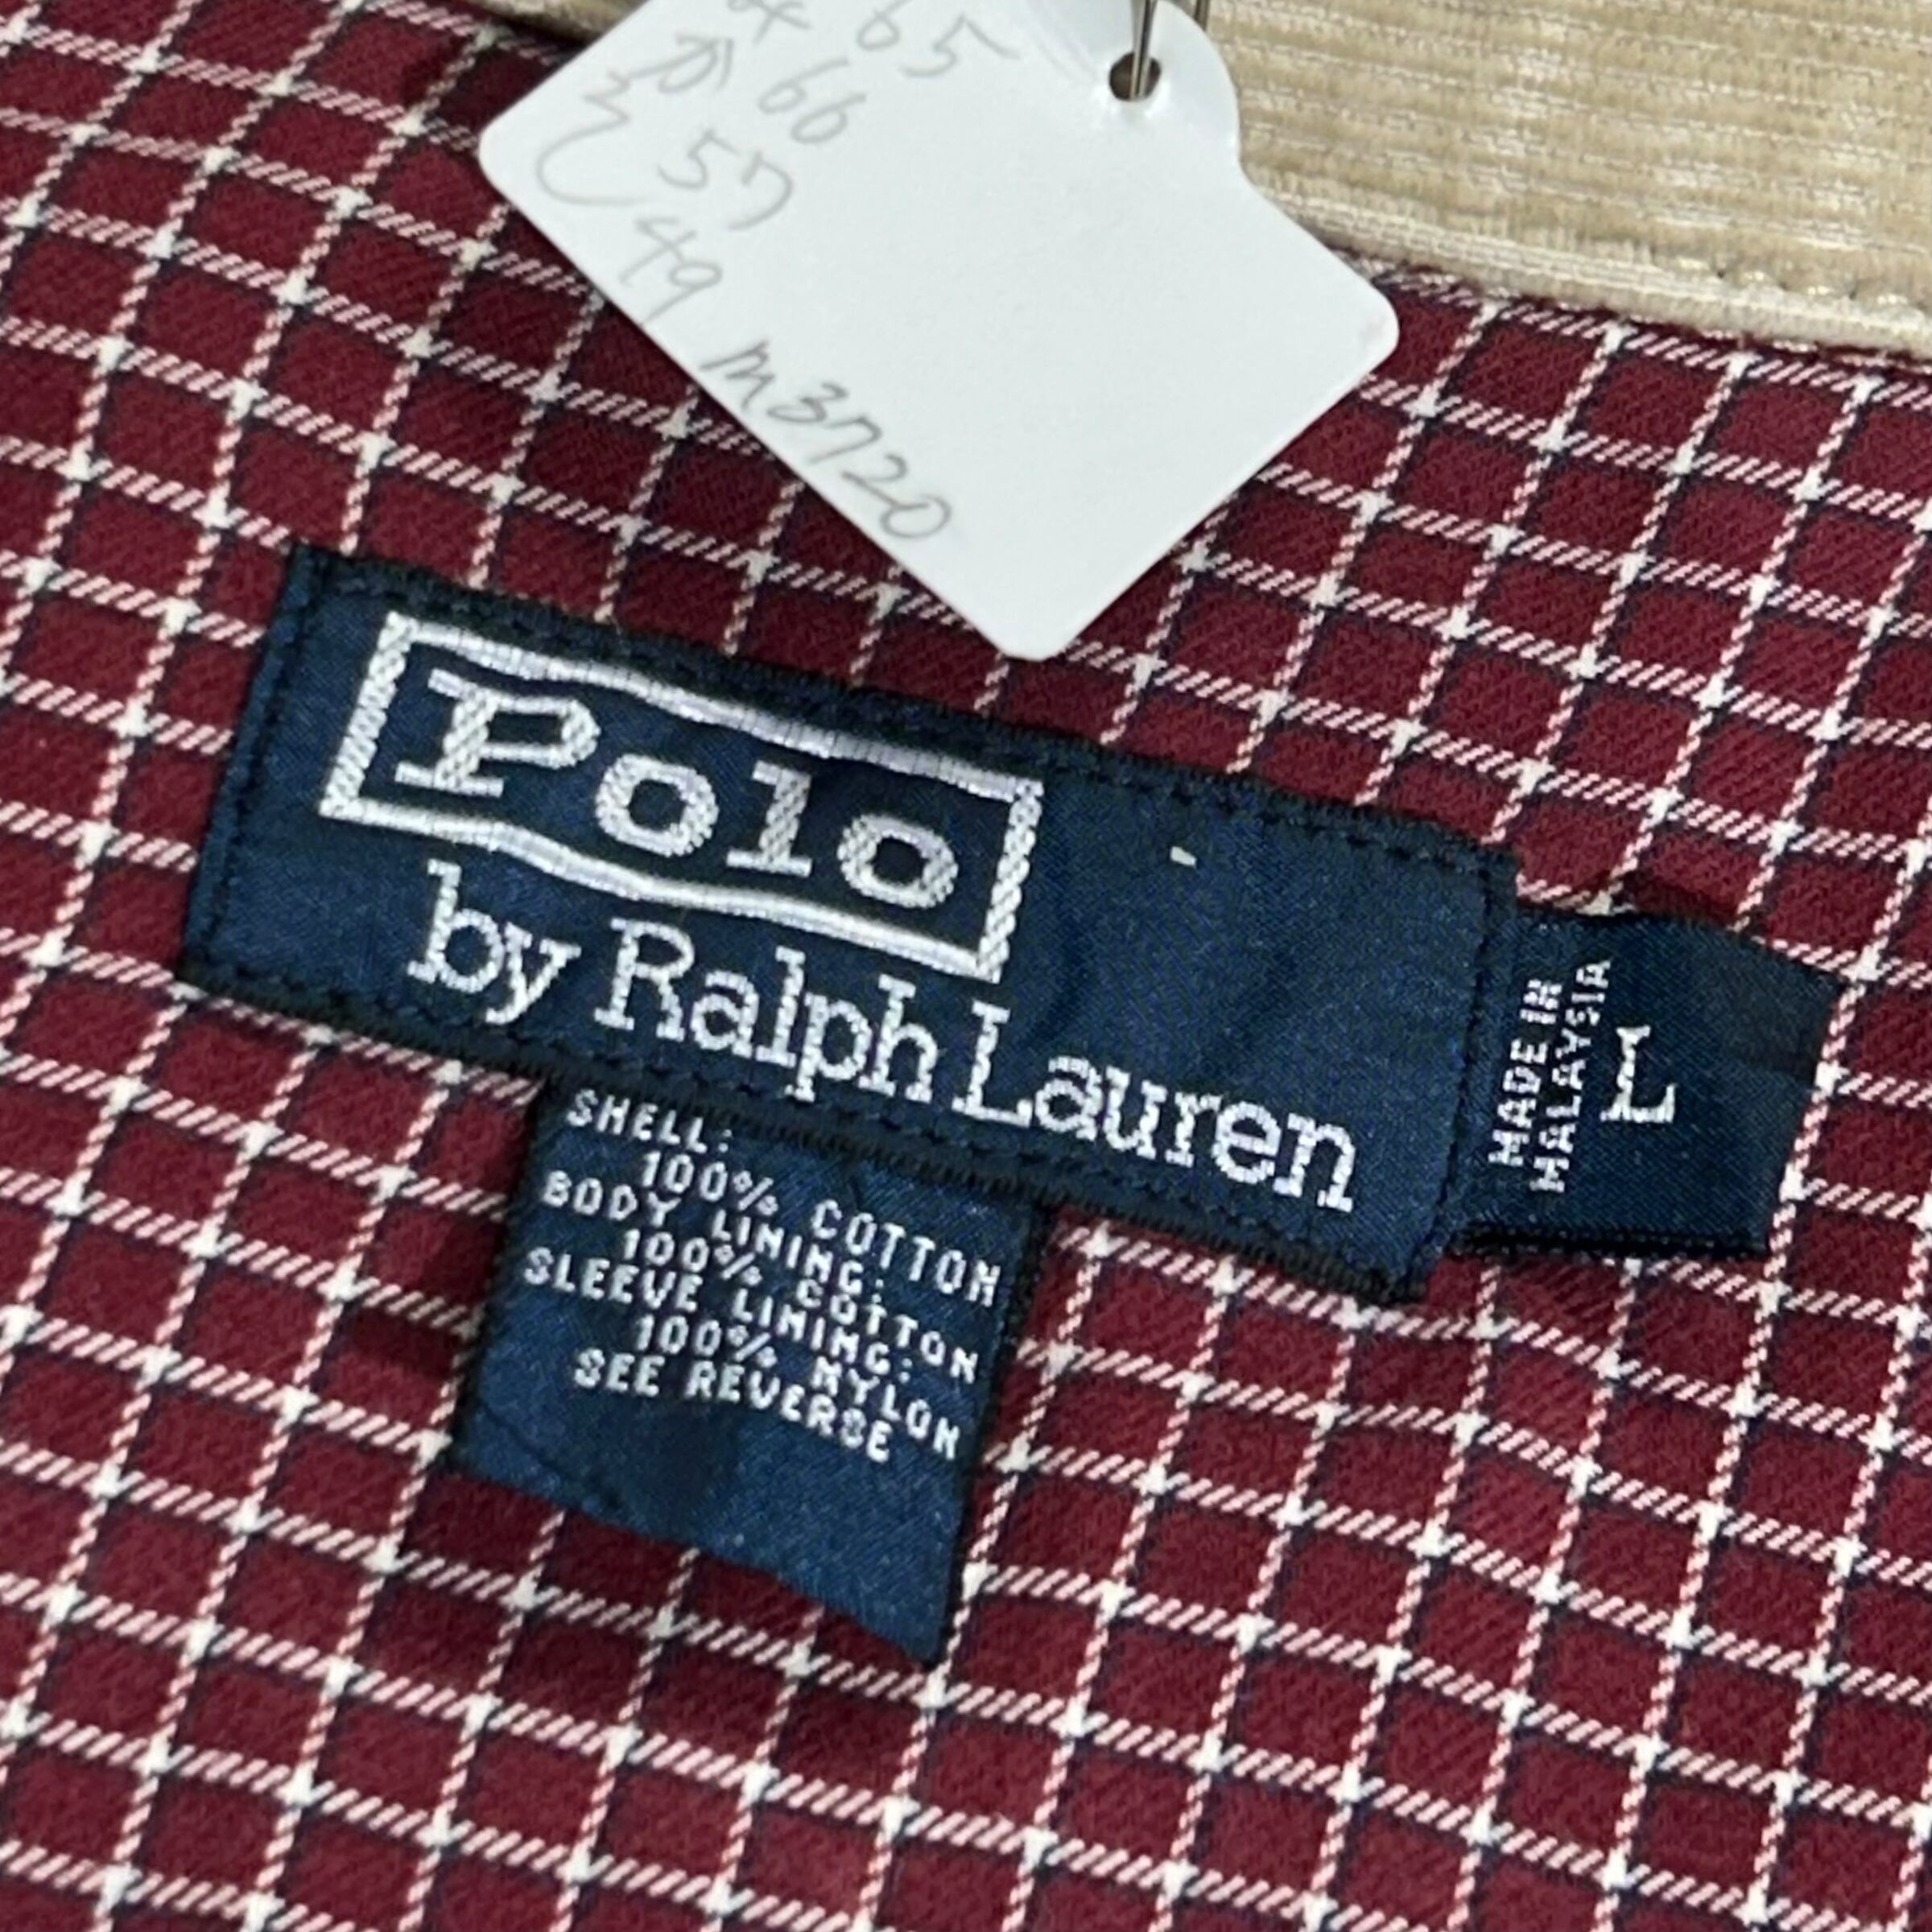 65
66
57
49
m3720
Polo
by Ralph Lauren
MADE IN
MALAYSIA
L
SHELL:
100% COTTON
BODY LINING:
100% COTTON
SLEEVE LINING:
100% NYLON
SEE REVERSE